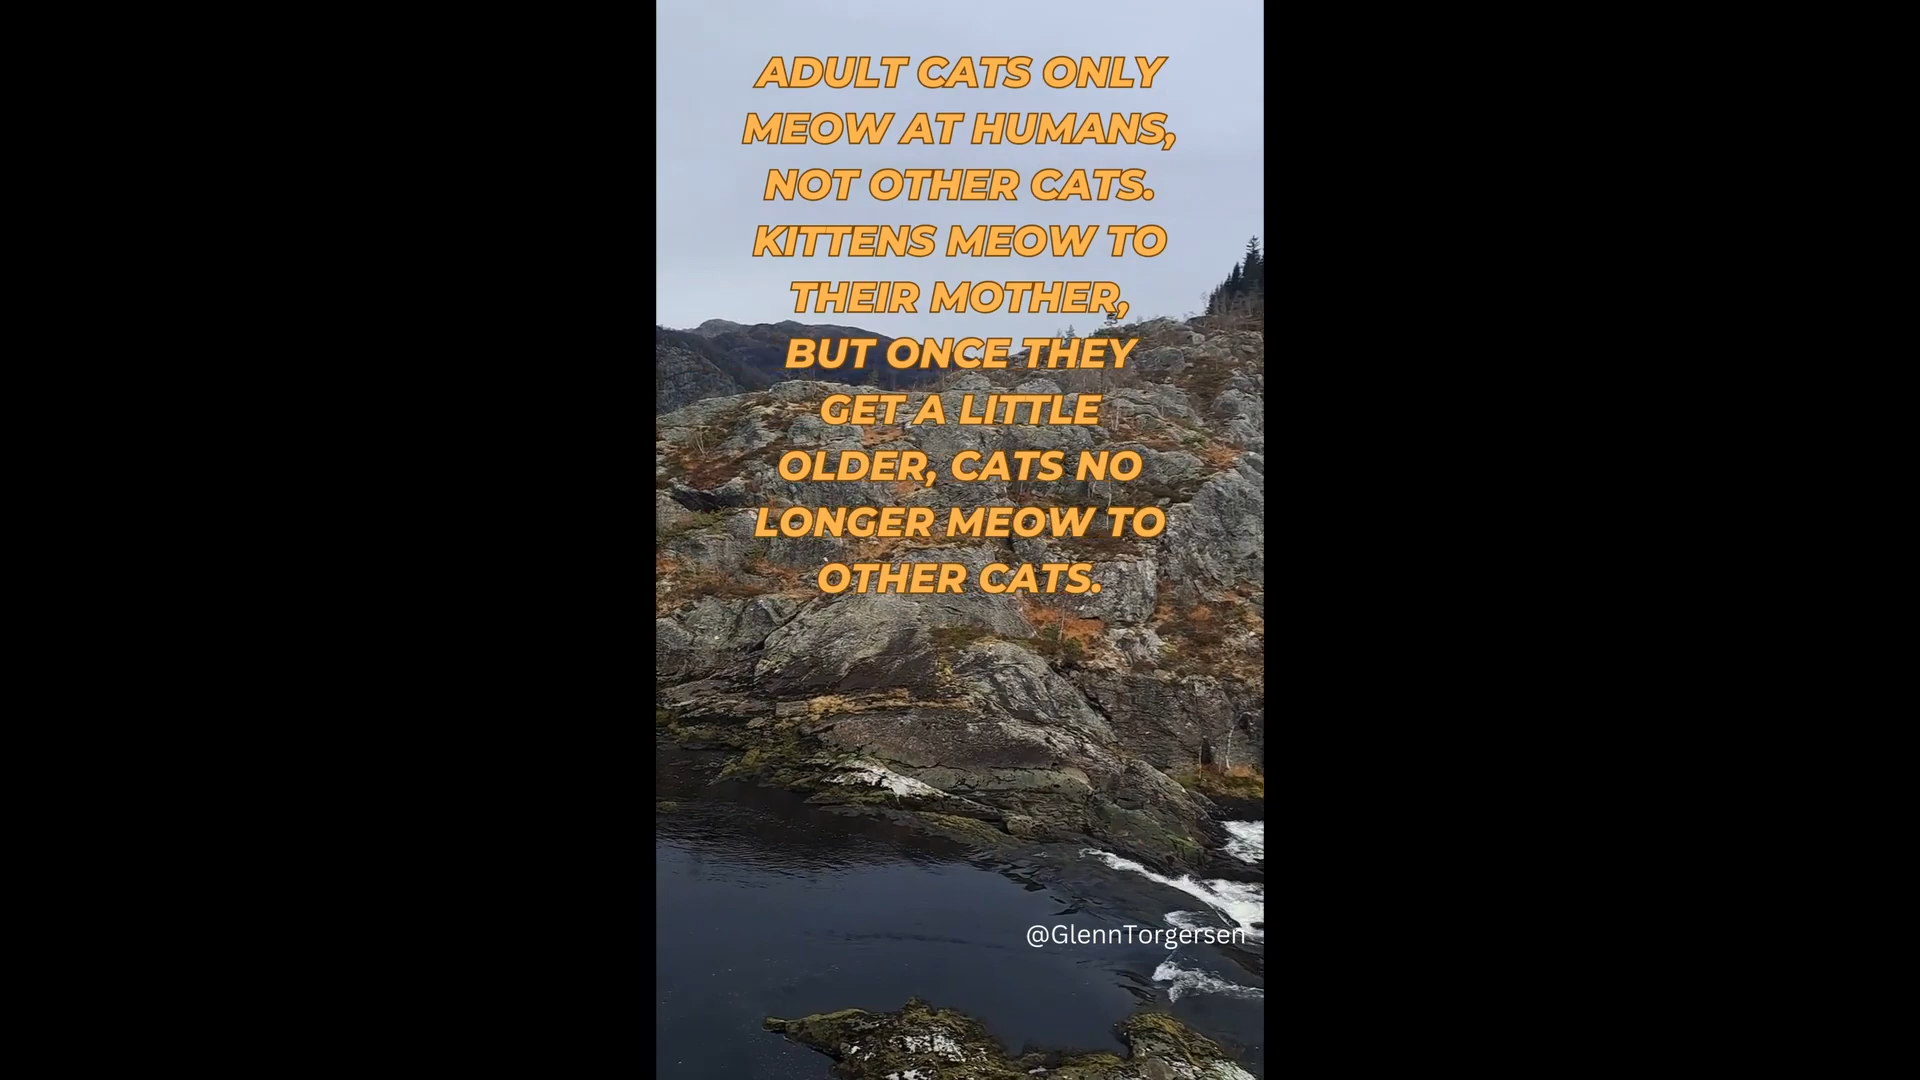 ADULT CATS ONLY
MEOW AT HUMANS,
NOT OTHER CATS.
KITTENS MEOW TO
THEIR MOTHER,
BUT ONCE THEY
GET A LITTLE
OLDER, CATS NO
LONGER MEOW TO
OTHER CATS.
@GlennTorgersen